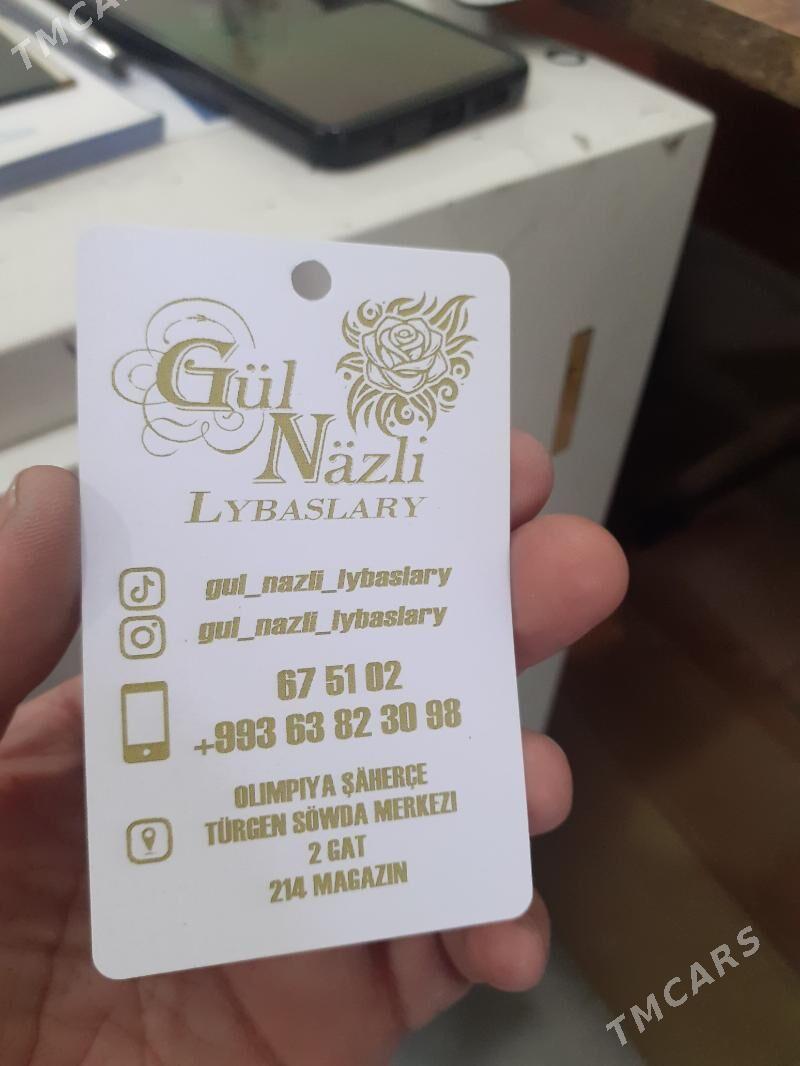 TMCARS
Gül
Näzli
LYBASLARY
gul_nazli_lybaslary
gul_nazli_lybaslary
67 51 02
+993 63 82 30 98
OLIMPIYA ŞÄHERÇE
TÜRGEN SÖWDA MERKEZI
2 GAT
214 MAGAZIN
TMCARS